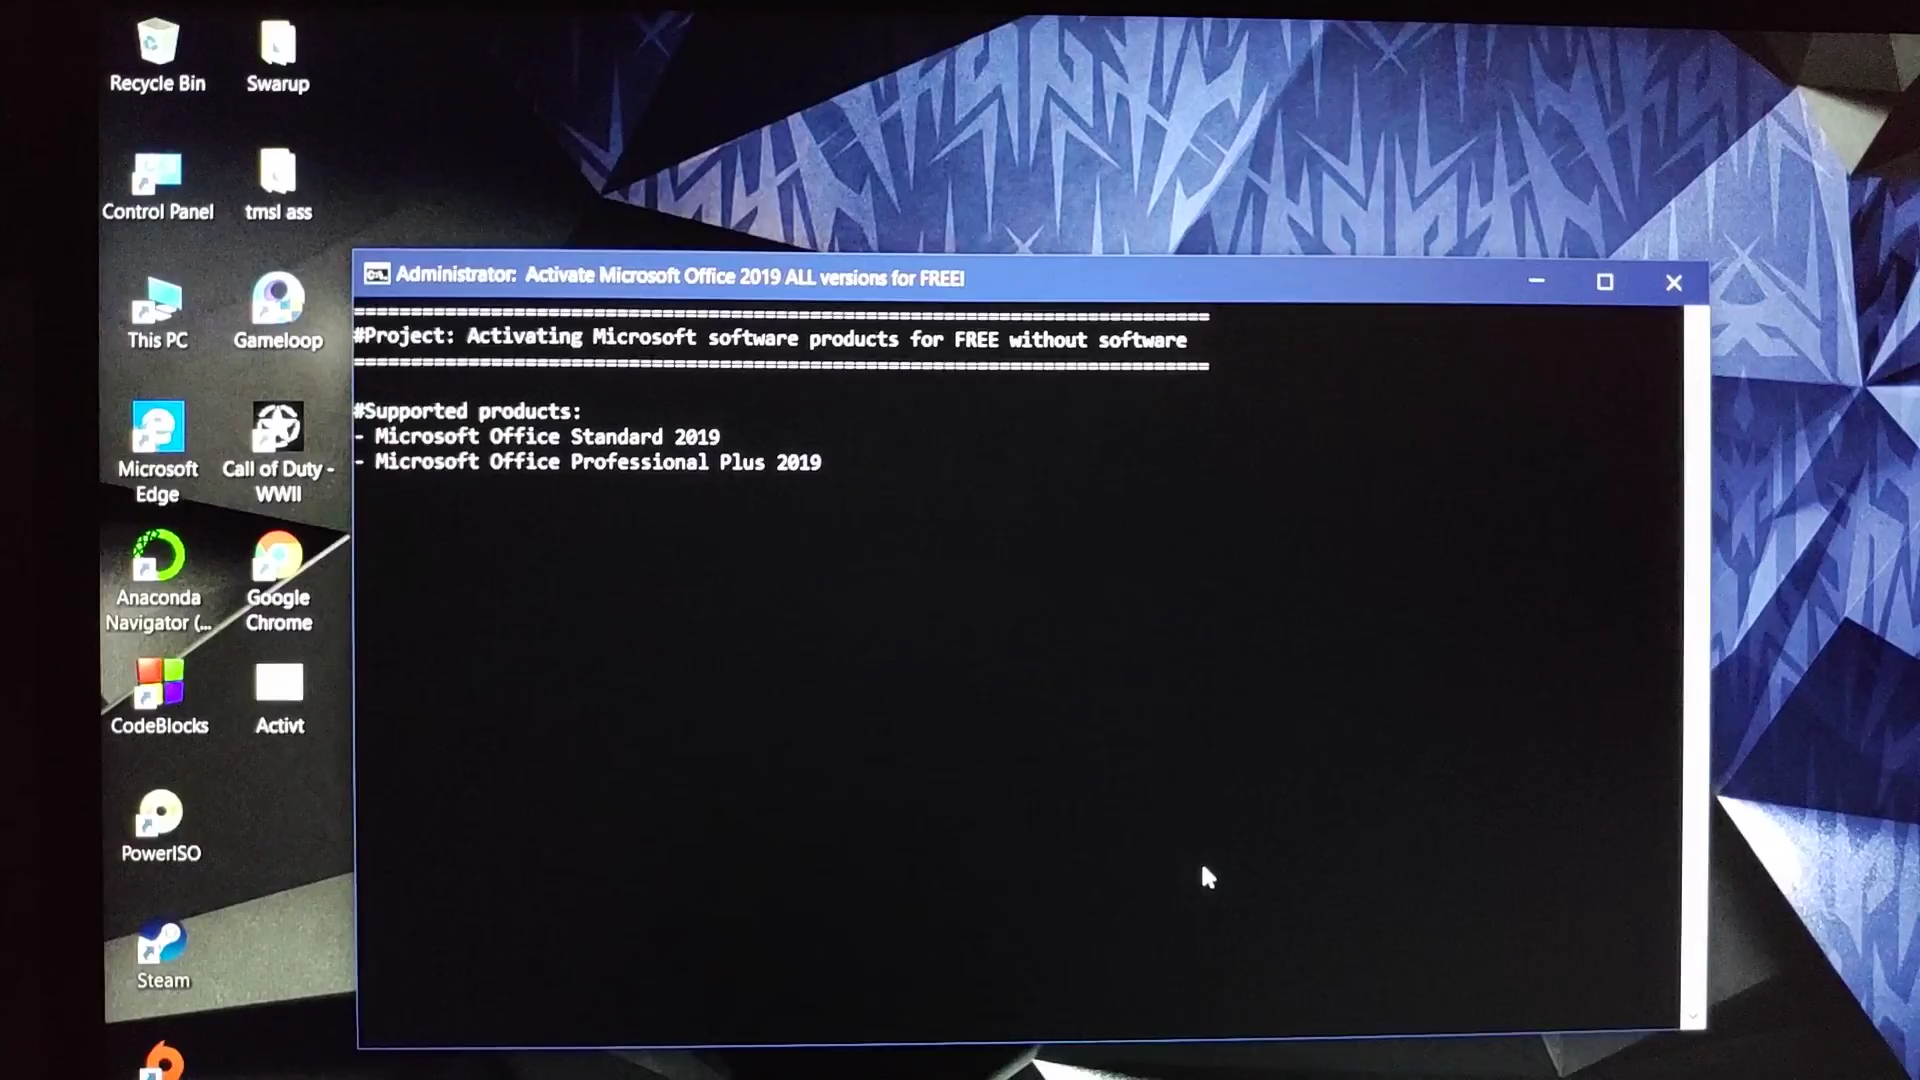 Recycle Bin
Swarup
Control Panel
tmsl ass
This PC
Gameloop
Microsoft
Edge
Call of Duty -
WWII
Anaconda
Navigator (...
Google
Chrome
CodeBlocks
Activt
PowerISO
Steam
Administrator: Activate Microsoft Office 2019 ALL versions for FREE!
============================================================================
#Project: Activating Microsoft software products for FREE without software
============================================================================
#Supported products:
- Microsoft Office Standard 2019
- Microsoft Office Professional Plus 2019